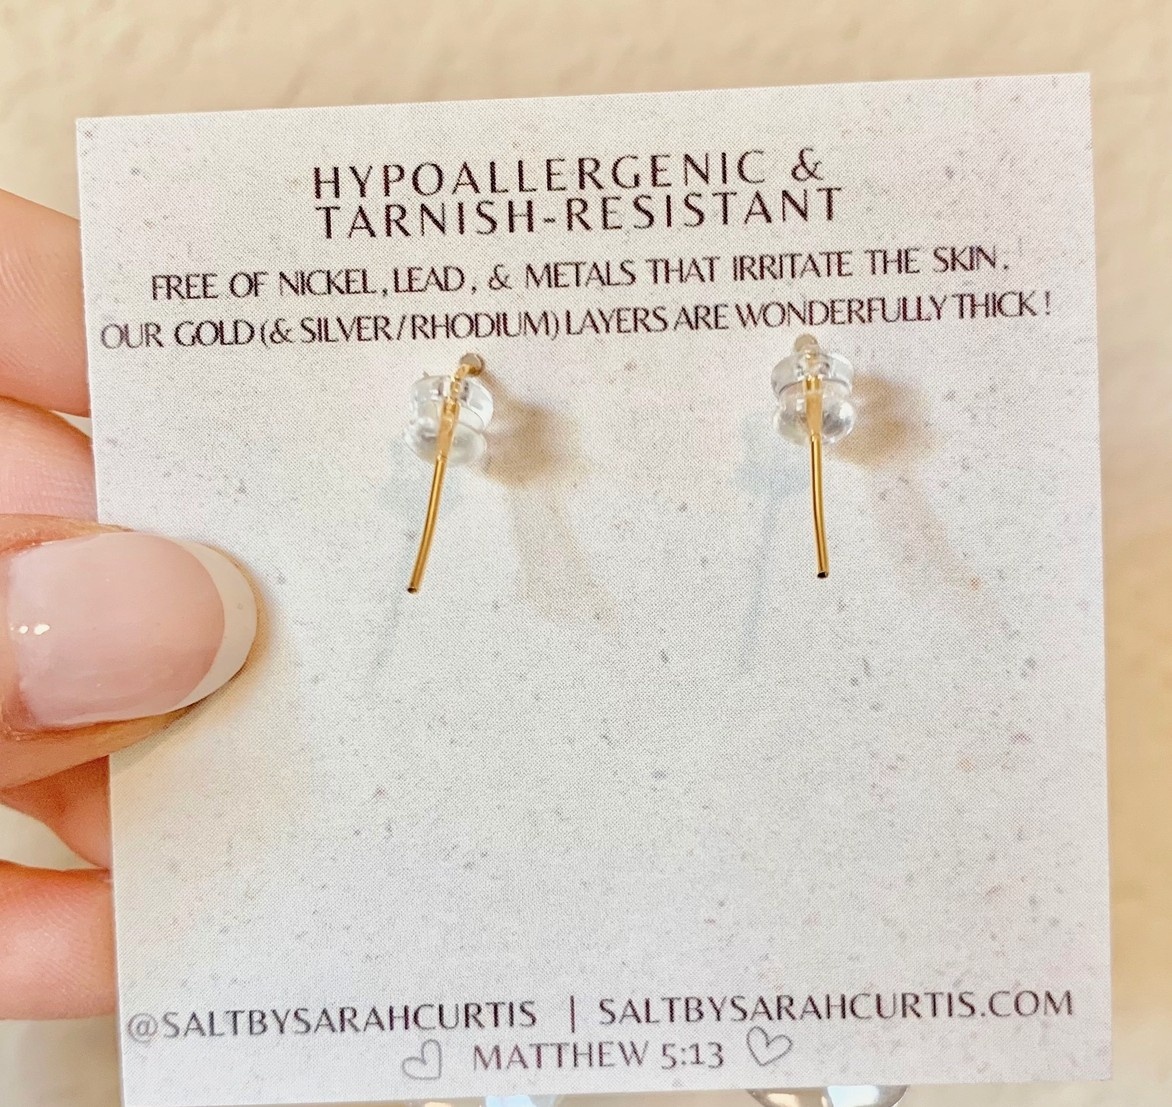 HYPOALLERGENIC &
TARNISH-RESISTANT
FREE OF NICKEL, LEAD, & METALS THAT IRRITATE THE SKIN.
OUR GOLD (& SILVER/RHODIUM) LAYERS ARE WONDERFULLY THICK!
@SALTBYSARAHCURTIS | SALTBYSARAHCURTIS.COM
MATTHEW 5:13